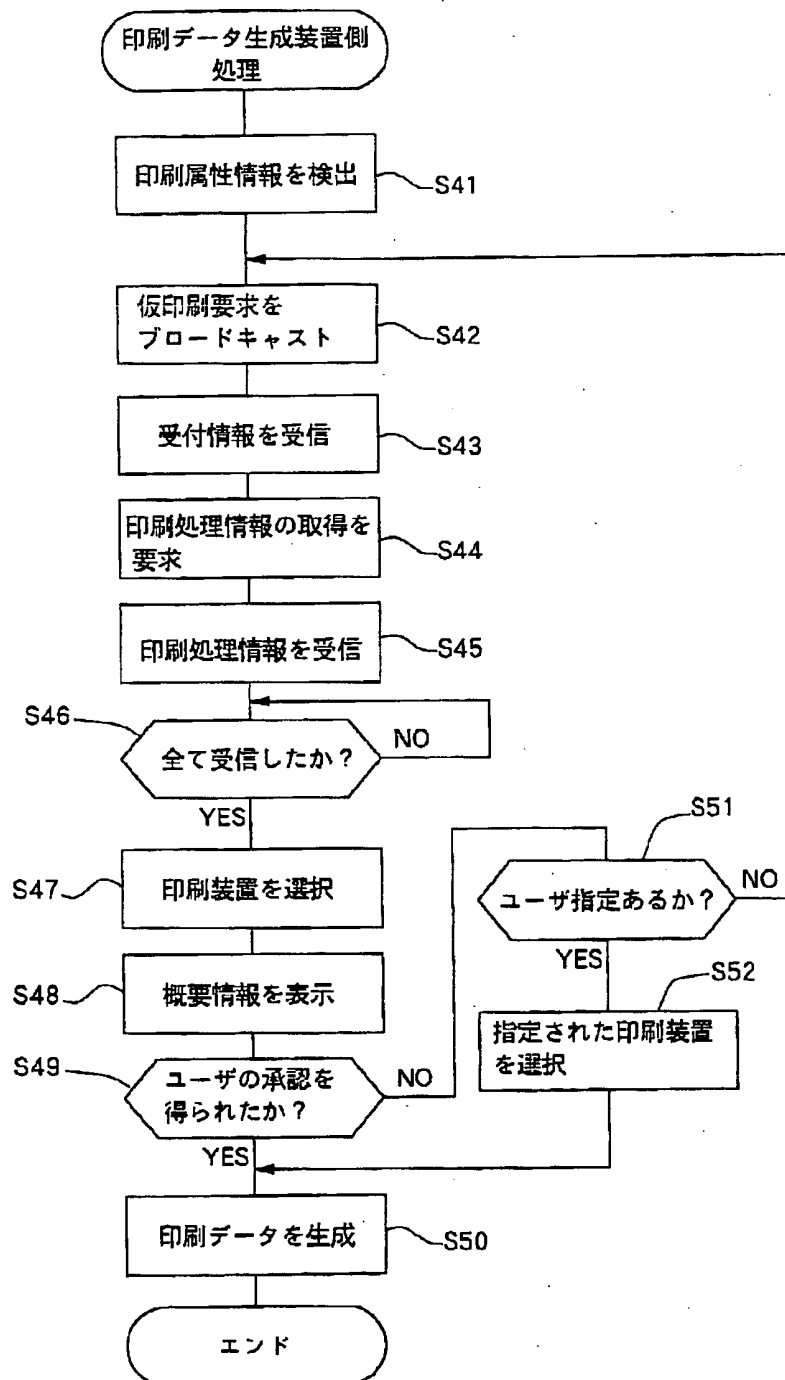 印刷データ生成装置側
処理
印刷属性情報を検出
S41
仮印刷要求を
ブロードキャスト
S42
受付情報を受信
S43
印刷処理情報の取得を
要求
S44
印刷処理情報を受信
S45
S46
全て受信したか？
NO
YES
S47
印刷装置を選択
S48
概要情報を表示
S49
ユーザの承認を
得られたか？
NO
YES
S51
ユーザ指定あるか？
NO
YES
S52
指定された印刷装置
を選択
印刷データを生成
S50
エンド